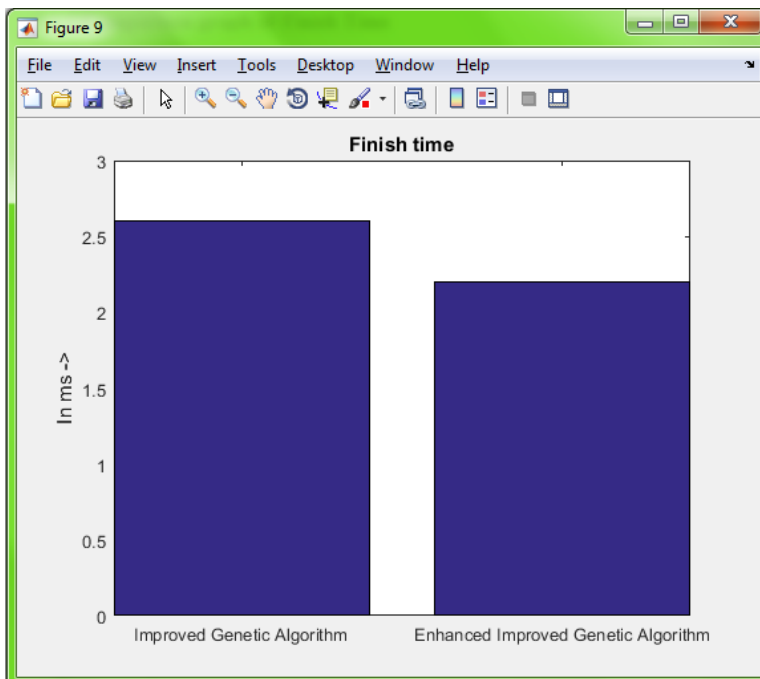 Figure 9
File Edit View Insert Tools Desktop Window Help
Finish time
3
2.5
2
1.5
1
0.5
0
In ms ->
Improved Genetic Algorithm Enhanced Improved Genetic Algorithm